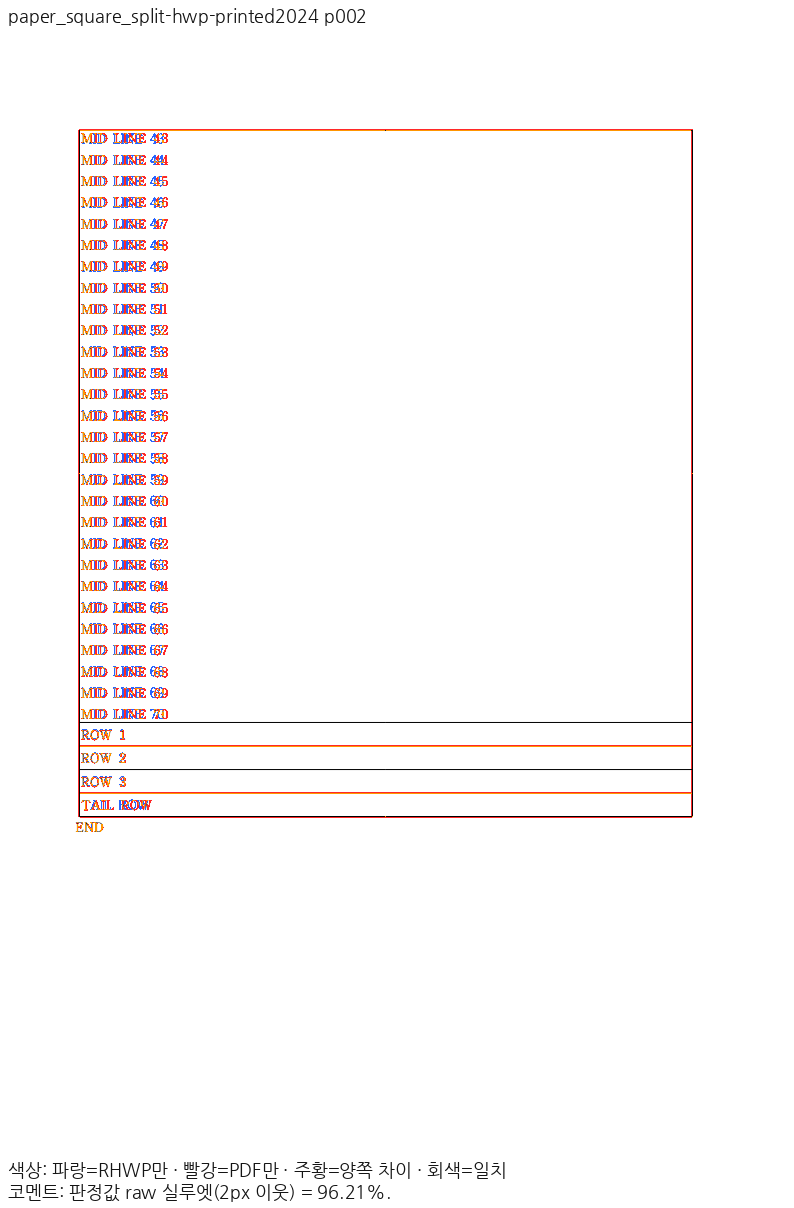 paper_square_split-hwp-printed2024 p002
MID LINE 43
MID LINE 44
MID LINE 45
MID LINE 46
MID LINE 47
MID LINE 48
MID LINE 49
MID LINE 50
MID LINE 51
MID LINE 52
MID LINE 53
MID LINE 54
MID LINE 55
MID LINE 56
MID LINE 57
MID LINE 58
MID LINE 59
MID LINE 60
MID LINE 61
MID LINE 62
MID LINE 63
MID LINE 64
MID LINE 65
MID LINE 66
MID LINE 67
MID LINE 68
MID LINE 69
MID LINE 70
ROW 1
ROW 2
ROW 3
TAIL ROW
END
색상: 파랑=RHWP만 · 빨강=PDF만 · 주황=양쪽 차이 · 회색=일치
코멘트: 판정값 raw 실루엣(2px 이웃) = 96.21%.